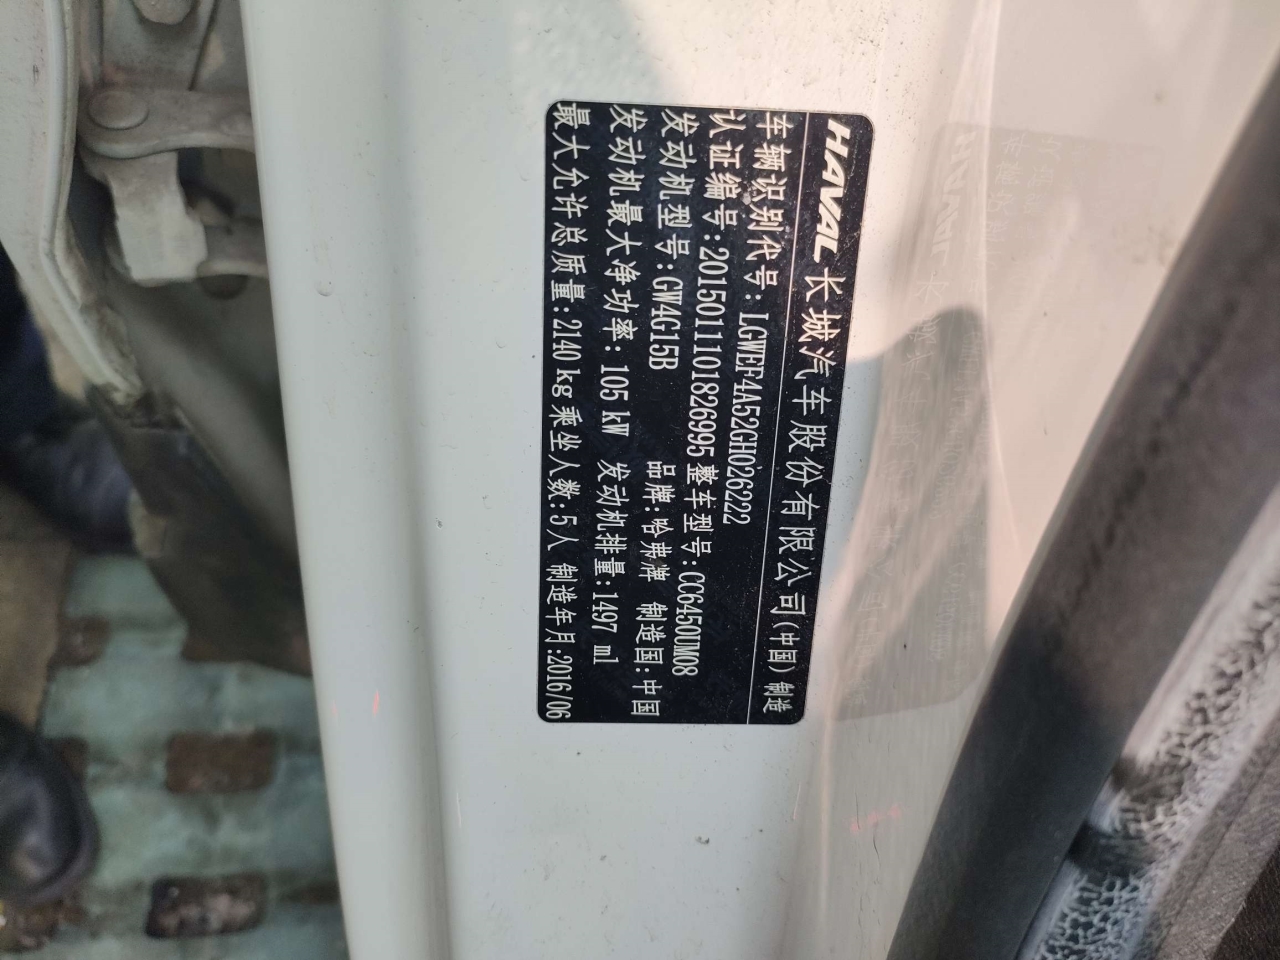 HAVAL 长城汽车股份有限公司(中国) 制造
车辆识别代号:LGWEF4A52GH026222
认证编号:2015011101826995 整车型号:CC6450UM08
发动机型号:GW4G15B 品牌:哈弗牌 制造国:中国
发动机最大净功率:105 kW 发动机排量:1497 ml
最大允许总质量:2140 kg 乘坐人数:5人 制造年月:2016/06